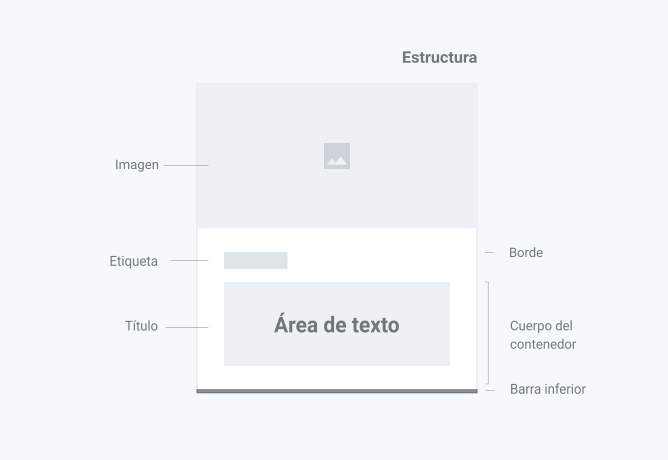 Estructura
Imagen
Etiqueta
Borde
Título
Área de texto
Cuerpo del
contenedor
Barra inferior